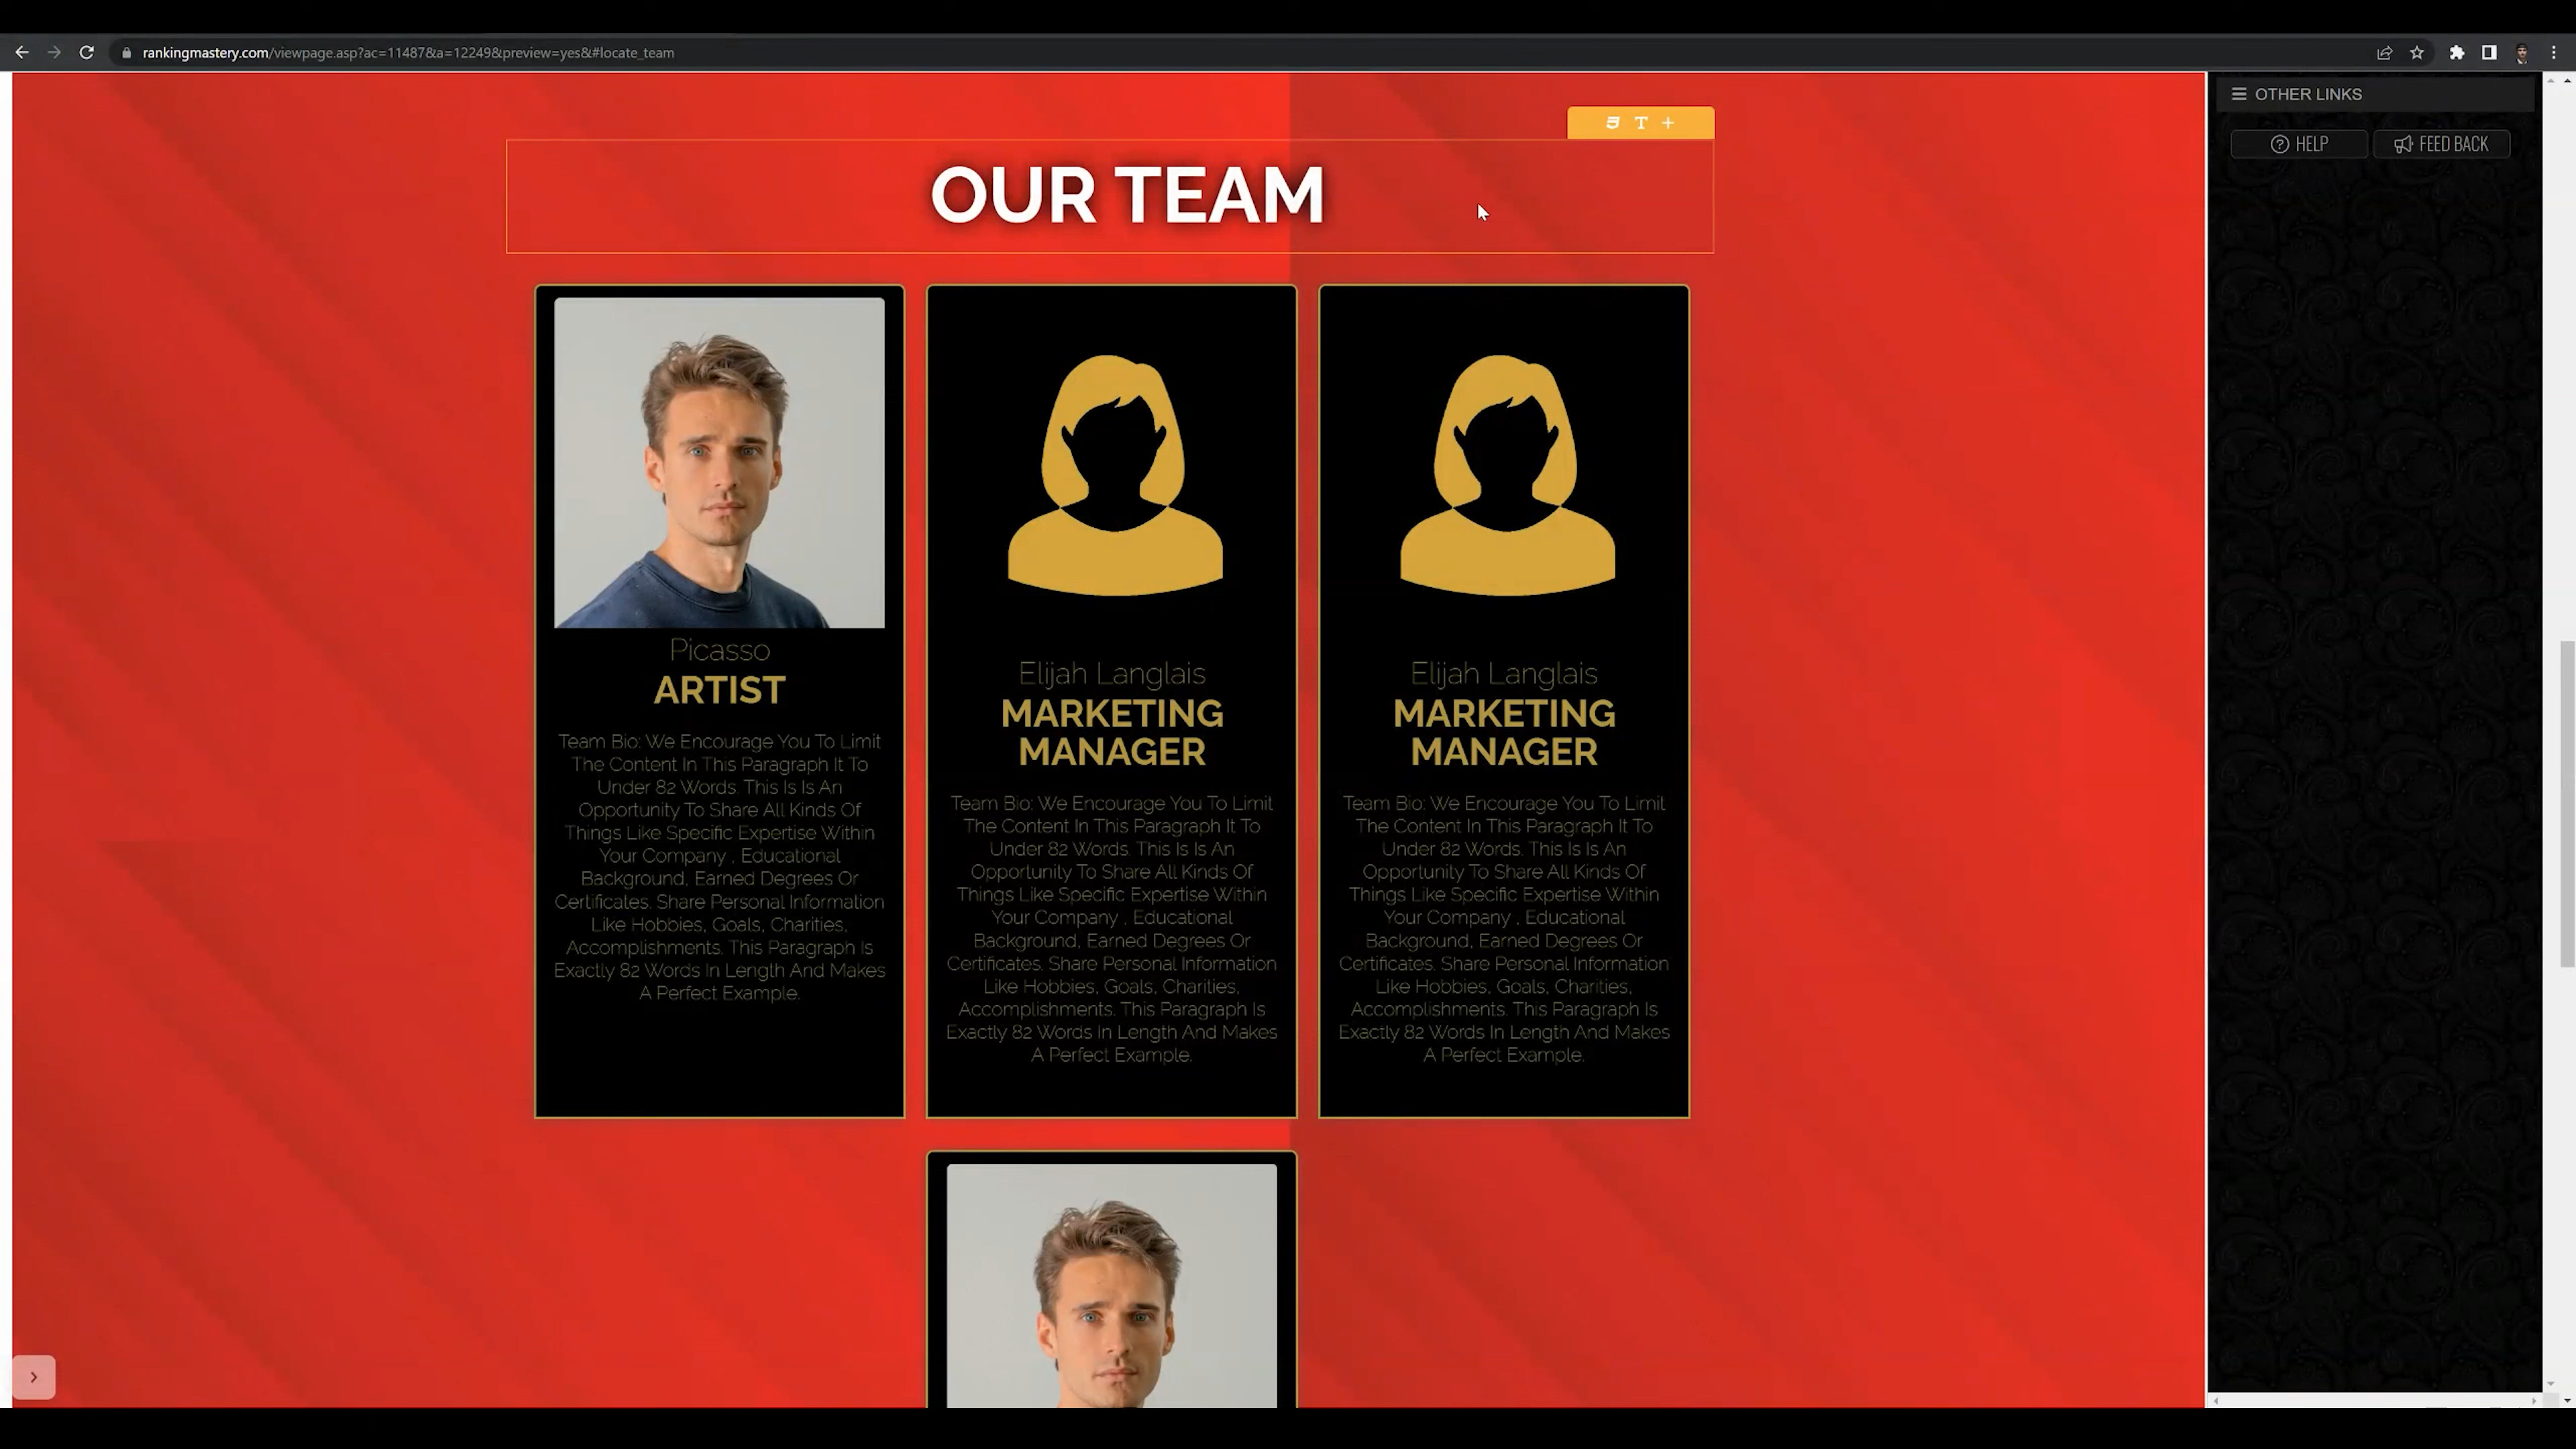 rankingmastery.com/viewpage.asp?ac=11487&a=12249&preview=yes&#locate_team
OTHER LINKS
HELP
FEED BACK
T +
OUR TEAM
Picasso
ARTIST
Team Bio: We Encourage You To Limit
The Content In This Paragraph It To
Under 82 Words. This Is Is An
Opportunity To Share All Kinds Of
Things Like Specific Expertise Within
Your Company , Educational
Background, Earned Degrees Or
Certificates. Share Personal Information
Like Hobbies, Goals, Charities,
Accomplishments. This Paragraph Is
Exactly 82 Words In Length And Makes
A Perfect Example.
Elijah Langlais
MARKETING
MANAGER
Team Bio: We Encourage You To Limit
The Content In This Paragraph It To
Under 82 Words. This Is Is An
Opportunity To Share All Kinds Of
Things Like Specific Expertise Within
Your Company , Educational
Background, Earned Degrees Or
Certificates. Share Personal Information
Like Hobbies, Goals, Charities,
Accomplishments. This Paragraph Is
Exactly 82 Words In Length And Makes
A Perfect Example.
Elijah Langlais
MARKETING
MANAGER
Team Bio: We Encourage You To Limit
The Content In This Paragraph It To
Under 82 Words. This Is Is An
Opportunity To Share All Kinds Of
Things Like Specific Expertise Within
Your Company , Educational
Background, Earned Degrees Or
Certificates. Share Personal Information
Like Hobbies, Goals, Charities,
Accomplishments. This Paragraph Is
Exactly 82 Words In Length And Makes
A Perfect Example.